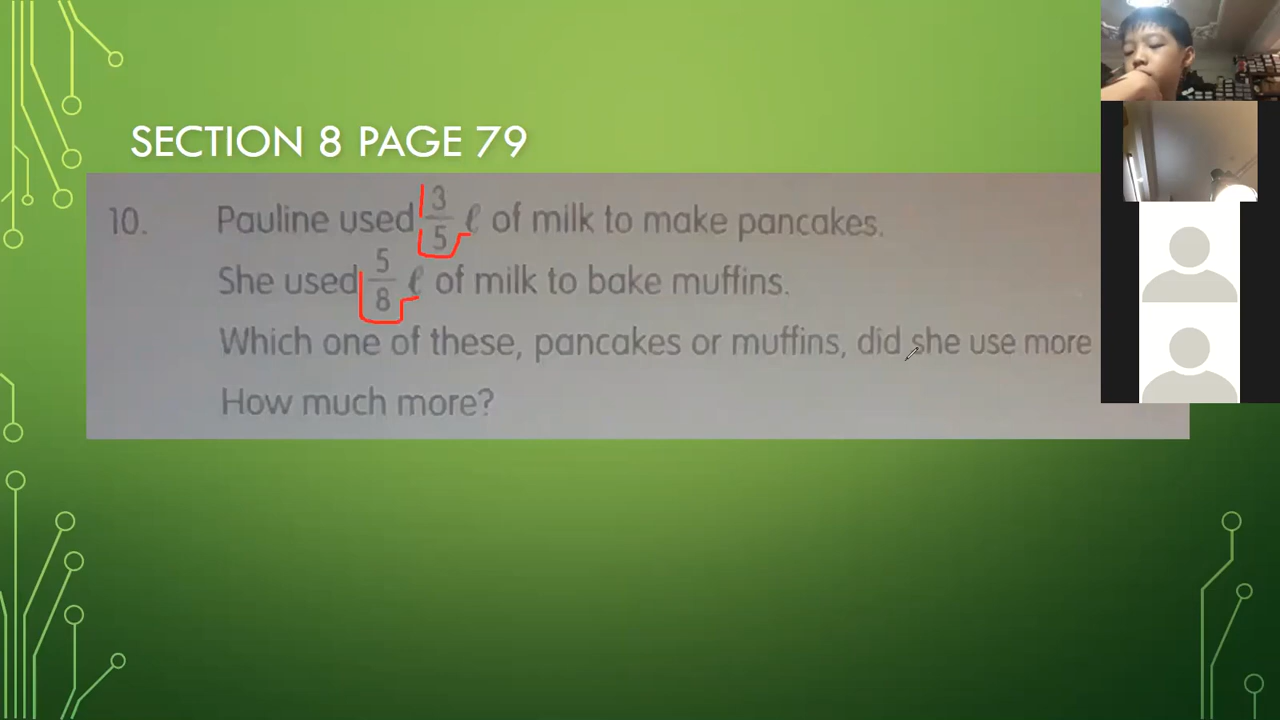 SECTION 8 PAGE 79
10. Pauline used 3/5 ℓ of milk to make pancakes.
She used 5/8 ℓ of milk to bake muffins.
Which one of these, pancakes or muffins, did she use more
How much more?